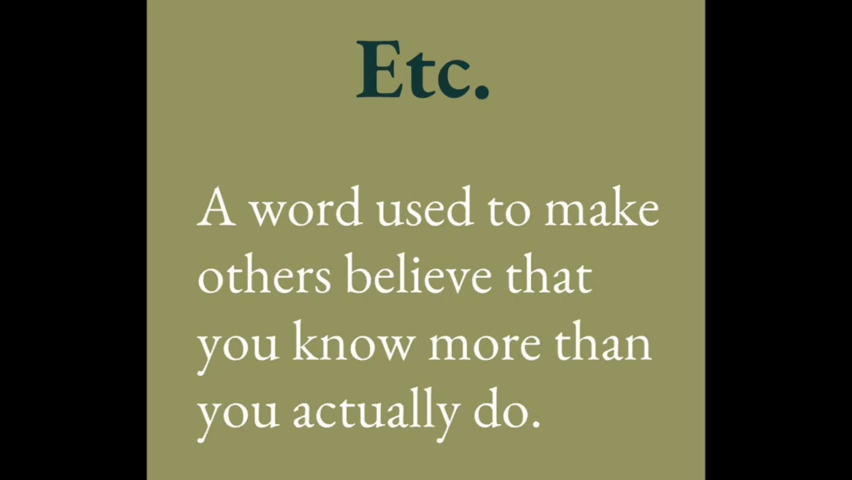 Etc.
A word used to make
others believe that
you know more than
you actually do.